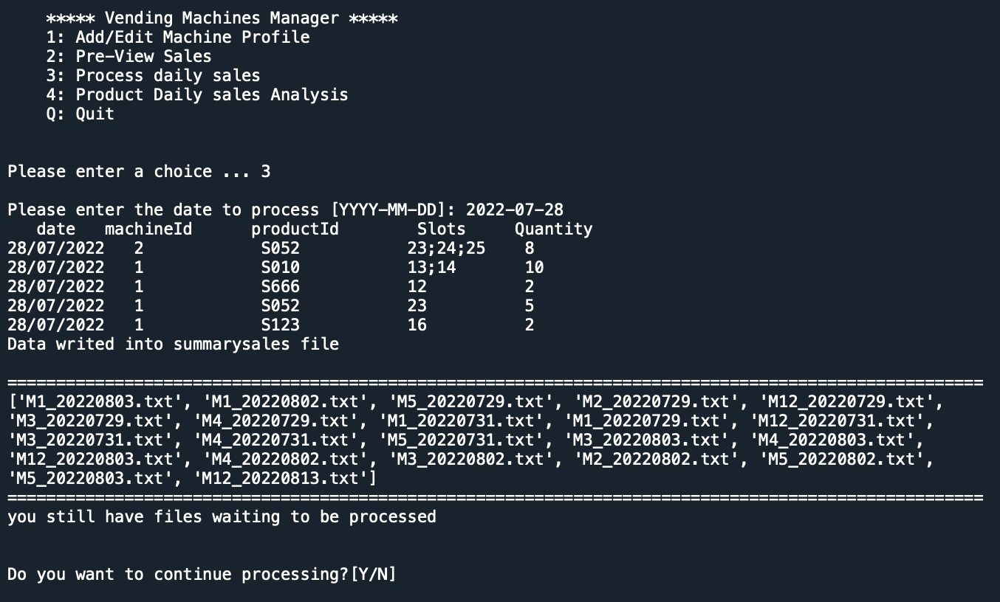 ***** Vending Machines Manager *****
1: Add/Edit Machine Profile
2: Pre-View Sales
3: Process daily sales
4: Product Daily sales Analysis
Q: Quit
Please enter a choice ... 3
Please enter the date to process [YYYY-MM-DD]: 2022-07-28
date machineId productId Slots Quantity
28/07/2022 2 S052 23;24;25 8
28/07/2022 1 S010 13;14 10
28/07/2022 1 S666 12 2
28/07/2022 1 S052 23 5
28/07/2022 1 S123 16 2
Data writed into summarysales file
====================================================================================================
['M1_20220803.txt', 'M1_20220802.txt', 'M5_20220729.txt', 'M2_20220729.txt', 'M12_20220729.txt',
'M3_20220729.txt', 'M4_20220729.txt', 'M1_20220731.txt', 'M1_20220729.txt', 'M12_20220731.txt',
'M3_20220731.txt', 'M4_20220731.txt', 'M5_20220731.txt', 'M3_20220803.txt', 'M4_20220803.txt',
'M12_20220803.txt', 'M4_20220802.txt', 'M3_20220802.txt', 'M2_20220802.txt', 'M5_20220802.txt',
'M5_20220803.txt', 'M12_20220813.txt']
====================================================================================================
you still have files waiting to be processed
Do you want to continue processing?[Y/N]